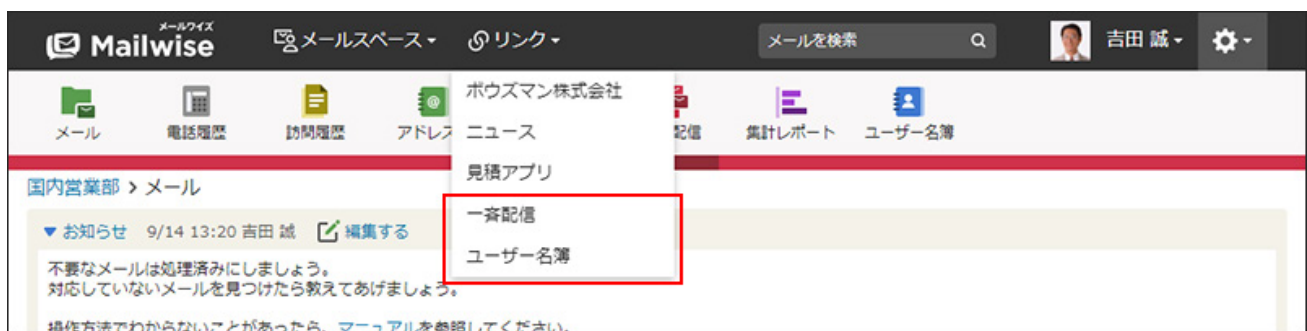 メールワイズ
Mailwise
メールスペース
リンク
メールを検索
吉田 誠
メール
電話履歴
訪問履歴
アドレス
配信
集計レポート
ユーザー名簿
ボウズマン株式会社
ニュース
見積アプリ
一斉配信
ユーザー名簿
国内営業部 > メール
お知らせ 9/14 13:20 吉田 誠 編集する
不要なメールは処理済みにしましょう。
対応していないメールを見つけたら教えてあげましょう。
操作方法でわからないことがあったら、マニュアルを参照してください。